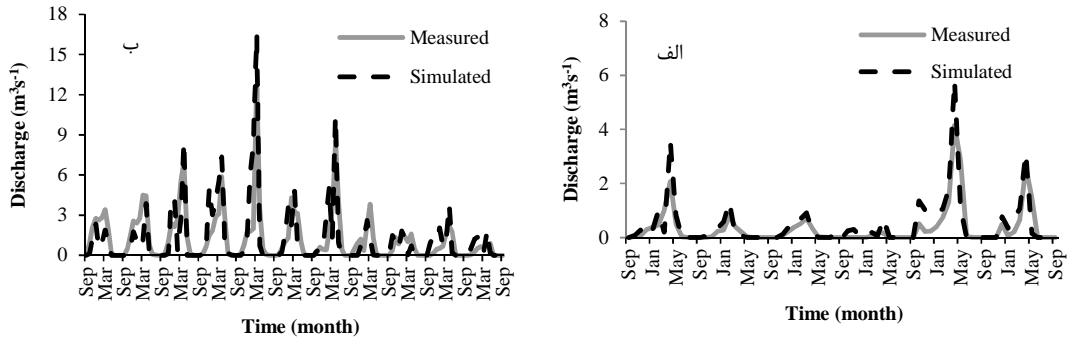 18
15
12
9
6
3
0
Discharge (m³s⁻¹)
ب
Measured
Simulated
Sep Mar Sep Mar Sep Mar Sep Mar Sep Mar Sep Mar Sep Mar Sep Mar Sep Mar Sep Mar Sep Mar Sep
Time (month)
8
6
4
2
0
Discharge (m³s⁻¹)
الف
Measured
Simulated
Sep Jan May Sep Jan May Sep Jan May Sep Jan May Sep Jan May Sep Jan May Sep
Time (month)